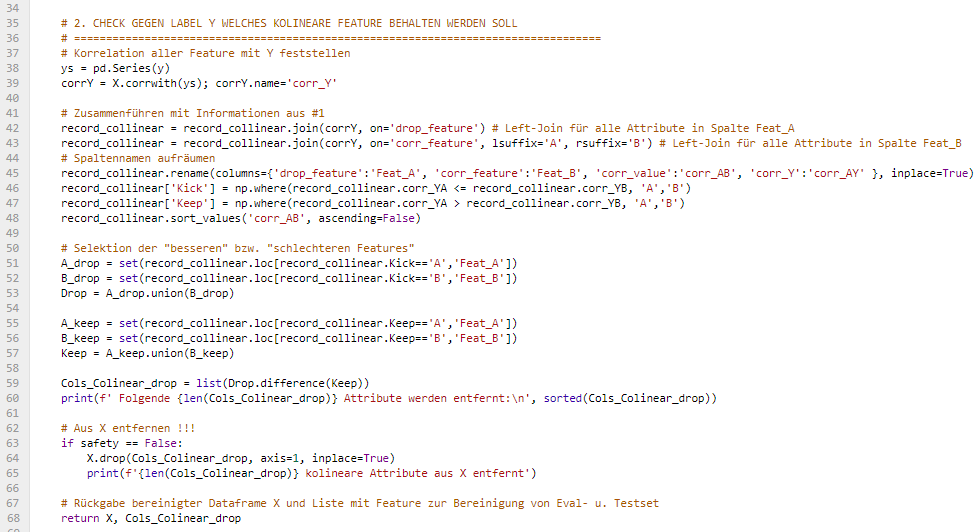 34
35 # 2. CHECK GEGEN LABEL Y WELCHES KOLINEARE FEATURE BEHALTEN WERDEN SOLL
36 # ==================================================================================
37 # Korrelation aller Feature mit Y feststellen
38 ys = pd.Series(y)
39 corrY = X.corrwith(ys); corrY.name='corr_Y'
40
41 # Zusammenführen mit Informationen aus #1
42 record_collinear = record_collinear.join(corrY, on='drop_feature') # Left-Join für alle Attribute in Spalte Feat_A
43 record_collinear = record_collinear.join(corrY, on='corr_feature', lsuffix='A', rsuffix='B') # Left-Join für alle Attribute in Spalte Feat_B
44 # Spaltennamen aufräumen
45 record_collinear.rename(columns={'drop_feature':'Feat_A', 'corr_feature':'Feat_B', 'corr_value':'corr_AB', 'corr_Y':'corr_AY' }, inplace=True)
46 record_collinear['Kick'] = np.where(record_collinear.corr_YA <= record_collinear.corr_YB, 'A','B')
47 record_collinear['Keep'] = np.where(record_collinear.corr_YA > record_collinear.corr_YB, 'A','B')
48 record_collinear.sort_values('corr_AB', ascending=False)
49
50 # Selektion der "besseren" bzw. "schlechteren Features"
51 A_drop = set(record_collinear.loc[record_collinear.Kick=='A','Feat_A'])
52 B_drop = set(record_collinear.loc[record_collinear.Kick=='B','Feat_B'])
53 Drop = A_drop.union(B_drop)
54
55 A_keep = set(record_collinear.loc[record_collinear.Keep=='A','Feat_A'])
56 B_keep = set(record_collinear.loc[record_collinear.Keep=='B','Feat_B'])
57 Keep = A_keep.union(B_keep)
58
59 Cols_Colinear_drop = list(Drop.difference(Keep))
60 print(f' Folgende {len(Cols_Colinear_drop)} Attribute werden entfernt:\n', sorted(Cols_Colinear_drop))
61
62 # Aus X entfernen !!!
63 if safety == False:
64 X.drop(Cols_Colinear_drop, axis=1, inplace=True)
65 print(f'{len(Cols_Colinear_drop)} kolineare Attribute aus X entfernt')
66
67 # Rückgabe bereinigter Dataframe X und Liste mit Feature zur Bereinigung von Eval- u. Testset
68 return X, Cols_Colinear_drop